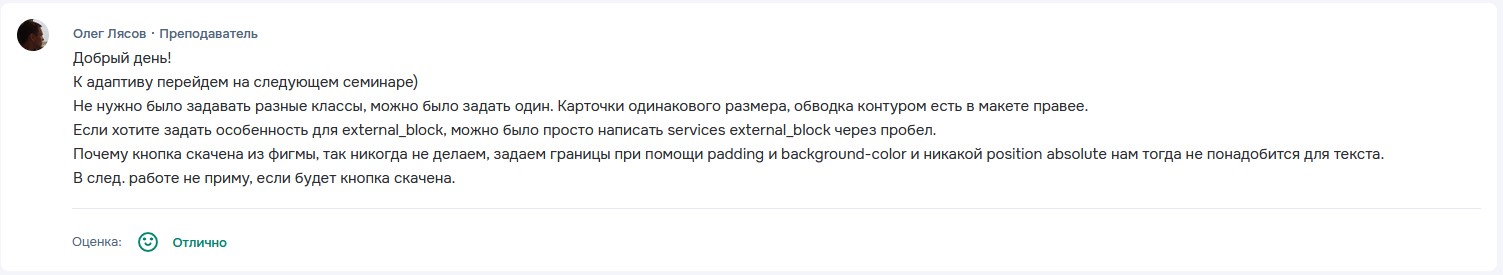 Олег Лясов · Преподаватель
Добрый день!
К адаптиву перейдем на следующем семинаре)
Не нужно было задавать разные классы, можно было задать один. Карточки одинакового размера, обводка контуром есть в макете правее.
Если хотите задать особенность для external_block, можно было просто написать services external_block через пробел.
Почему кнопка скачена из фигмы, так никогда не делаем, задаем границы при помощи padding и background-color и никакой position absolute нам тогда не понадобится для текста.
В след. работе не приму, если будет кнопка скачена.
Оценка: Отлично